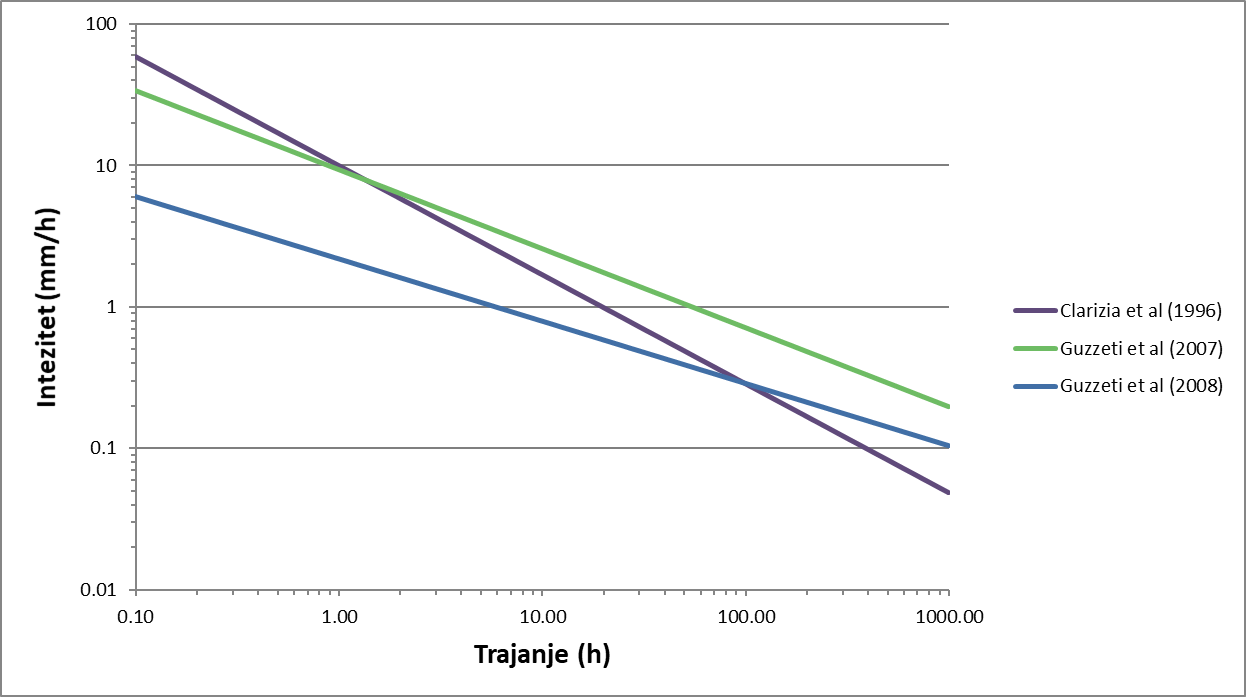 100
10
1
0.1
0.01
Intezitet (mm/h)
0.10
1.00
10.00
100.00
1000.00
Trajanje (h)
Clarizia et al (1996)
Guzzeti et al (2007)
Guzzeti et al (2008)